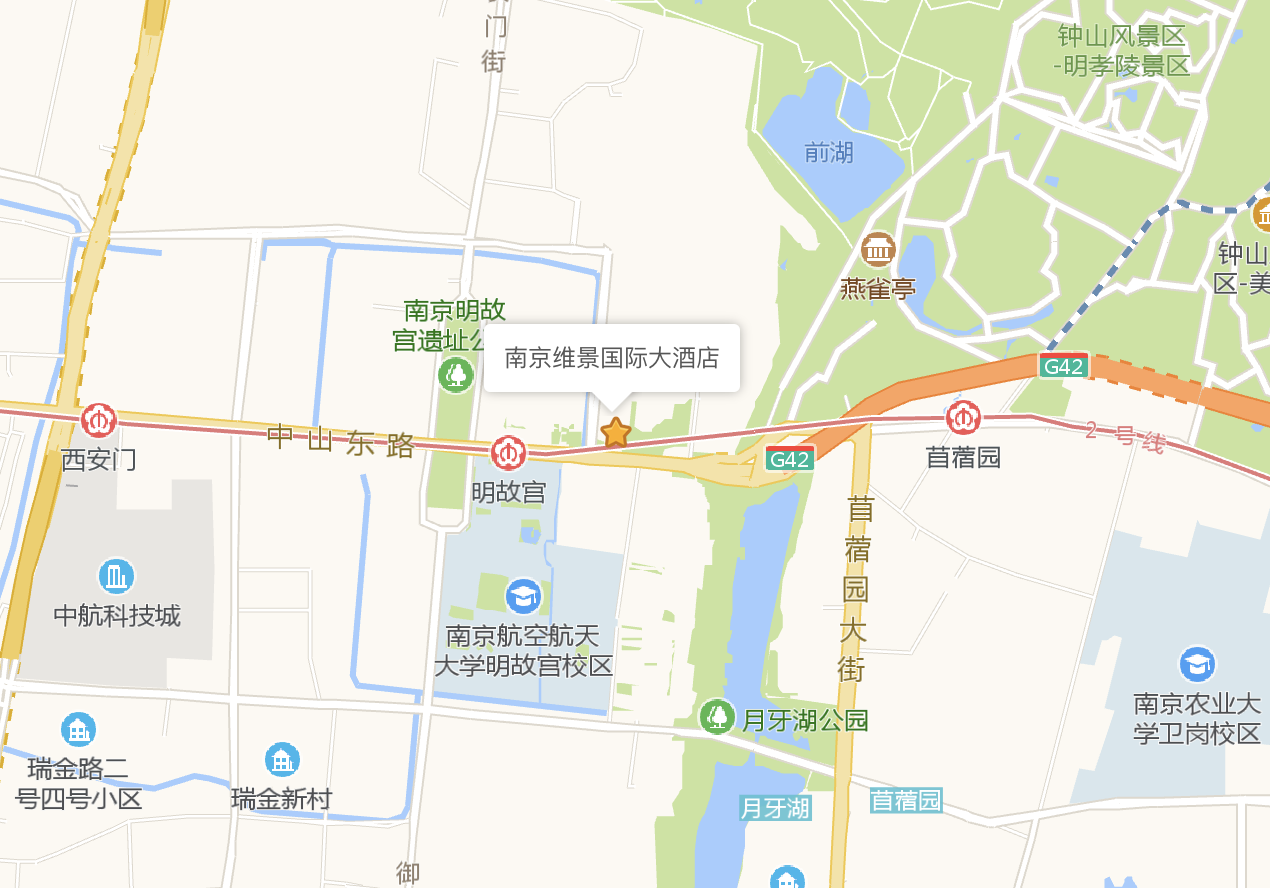 门
街
钟山风景区
-明孝陵景区
前湖
钟山
区-美
燕雀亭
南京明故
宫遗址公
南京维景国际大酒店
G42
G42
中山东路
2号线
西安门
明故宫
苜蓿园
苜蓿园大街
中航科技城
南京航空航天
大学明故宫校区
南京农业大
学卫岗校区
月牙湖公园
瑞金路二
号四号小区
瑞金新村
月牙湖
苜蓿园
御